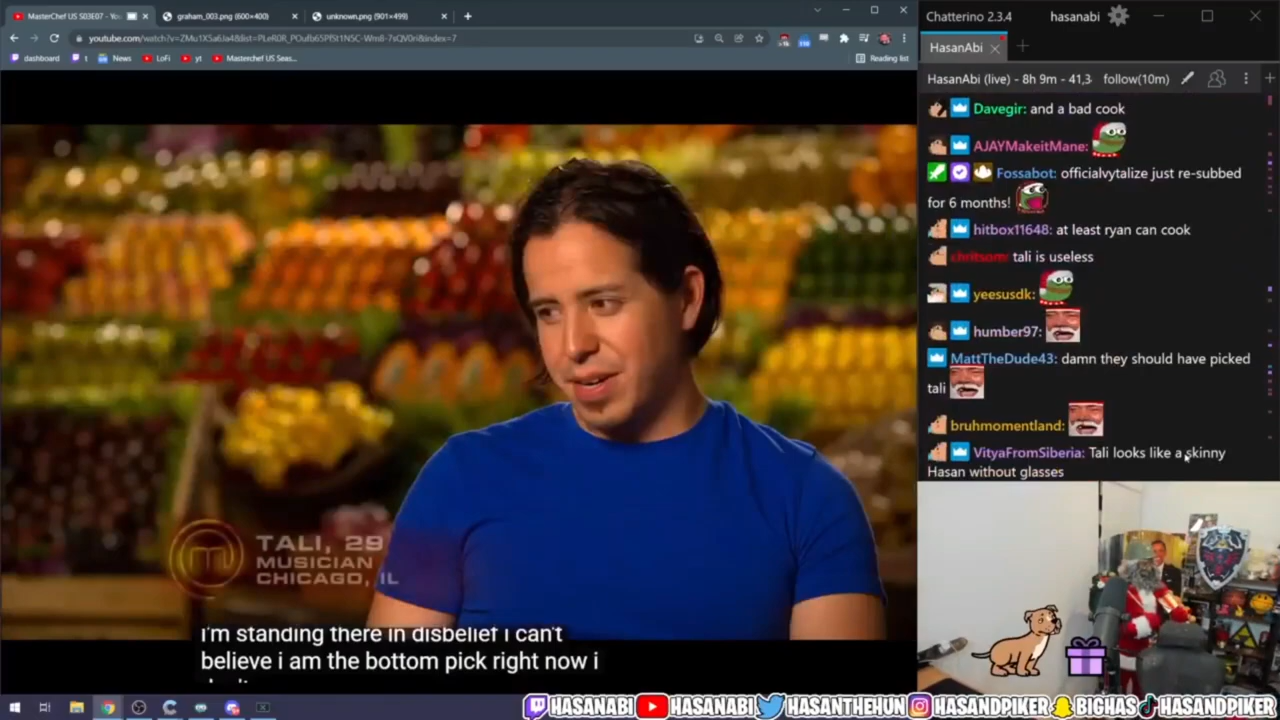 MasterChef US S03E07 - Yo
graham_003.png (600×400)
unknown.png (901×499)
dashboard
t
News
LoFi
yt
Masterchef US Seas...
Reading list
TALI, 29
MUSICIAN
CHICAGO, IL
i'm standing there in disbelief i can't
believe i am the bottom pick right now i
Chatterino 2.3.4
hasanabi
HasanAbi
HasanAbi (live) - 8h 9m - 41,3
follow(10m)
Davegir: and a bad cook
AJAYMakeitMane:
Fossabot: officialvytalize just re-subbed
for 6 months!
hitbox11648: at least ryan can cook
chritsom: tali is useless
yeesusdk:
humber97:
MattTheDude43: damn they should have picked
tali
bruhmomentland:
VityaFromSiberia: Tali looks like a skinny
Hasan without glasses
HASANABI HASANABI HASANTHEHUN HASANDPIKER BIGHAS HASANDPIKER